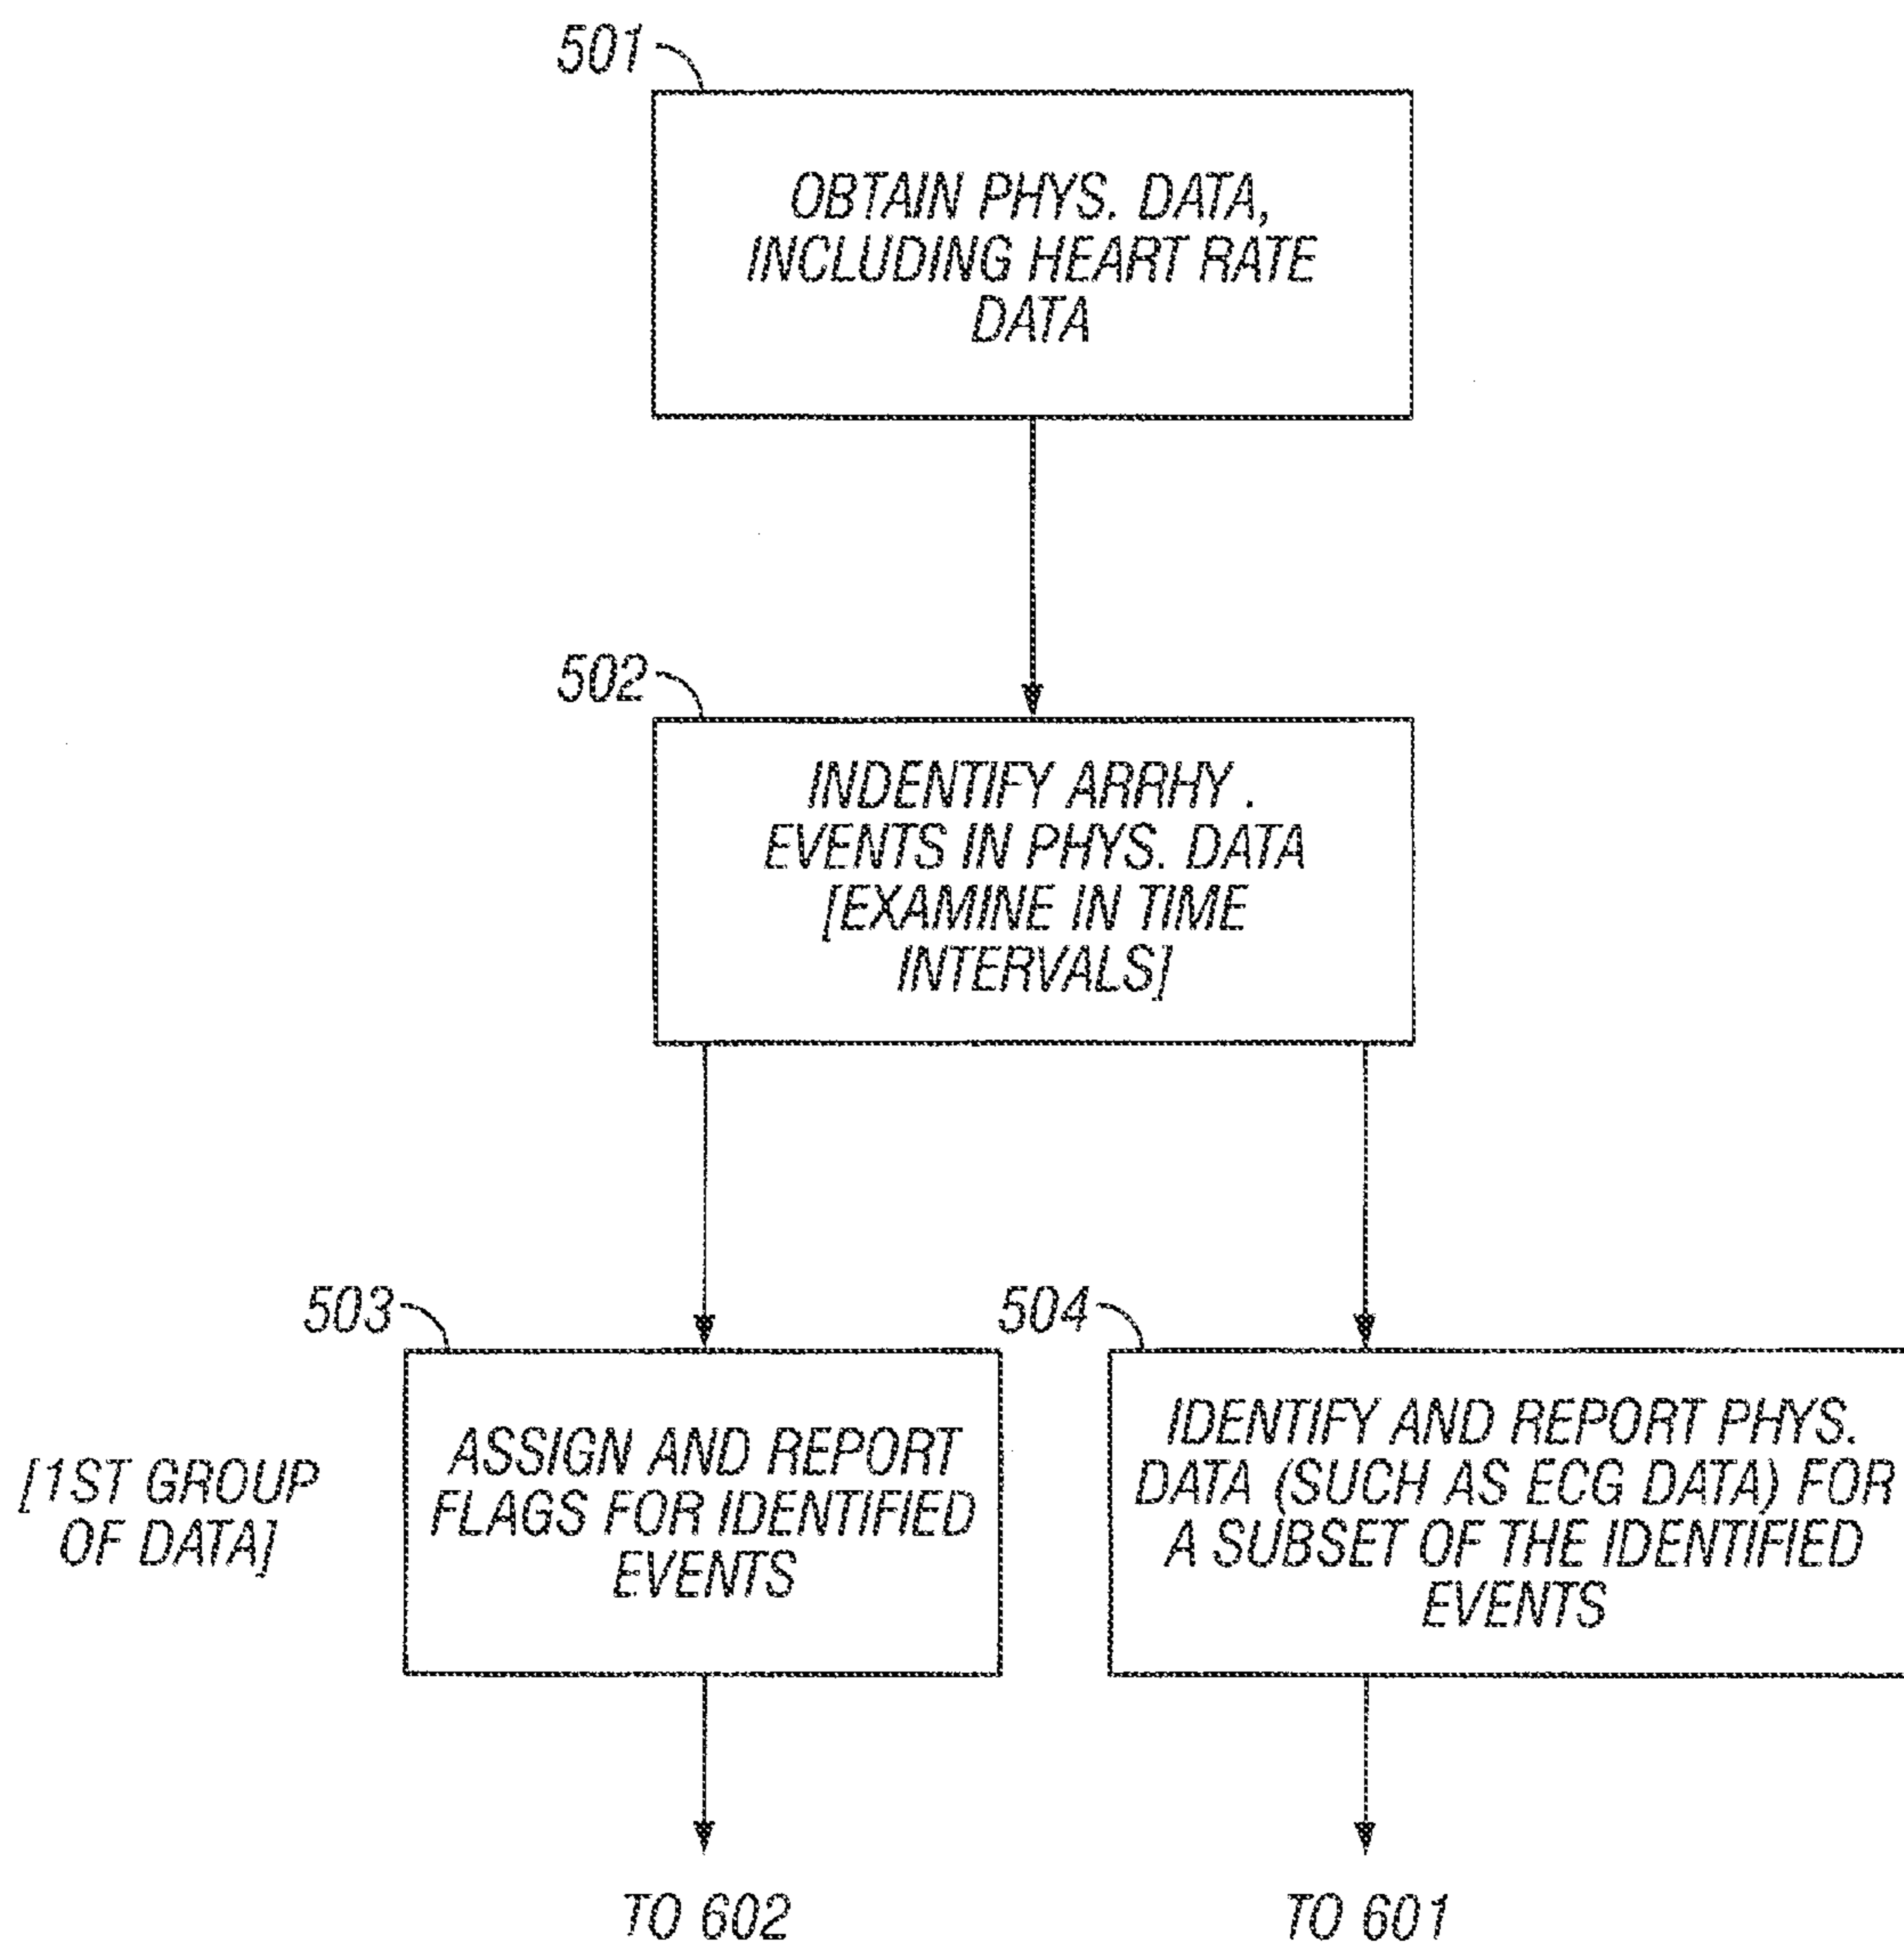 501
OBTAIN PHYS. DATA,
INCLUDING HEART RATE
DATA
502
INDENTIFY ARRHY.
EVENTS IN PHYS. DATA
[EXAMINE IN TIME
INTERVALS]
503
[1ST GROUP
OF DATA]
ASSIGN AND REPORT
FLAGS FOR IDENTIFIED
EVENTS
504
IDENTIFY AND REPORT PHYS.
DATA (SUCH AS ECG DATA) FOR
A SUBSET OF THE IDENTIFIED
EVENTS
TO 602
TO 601